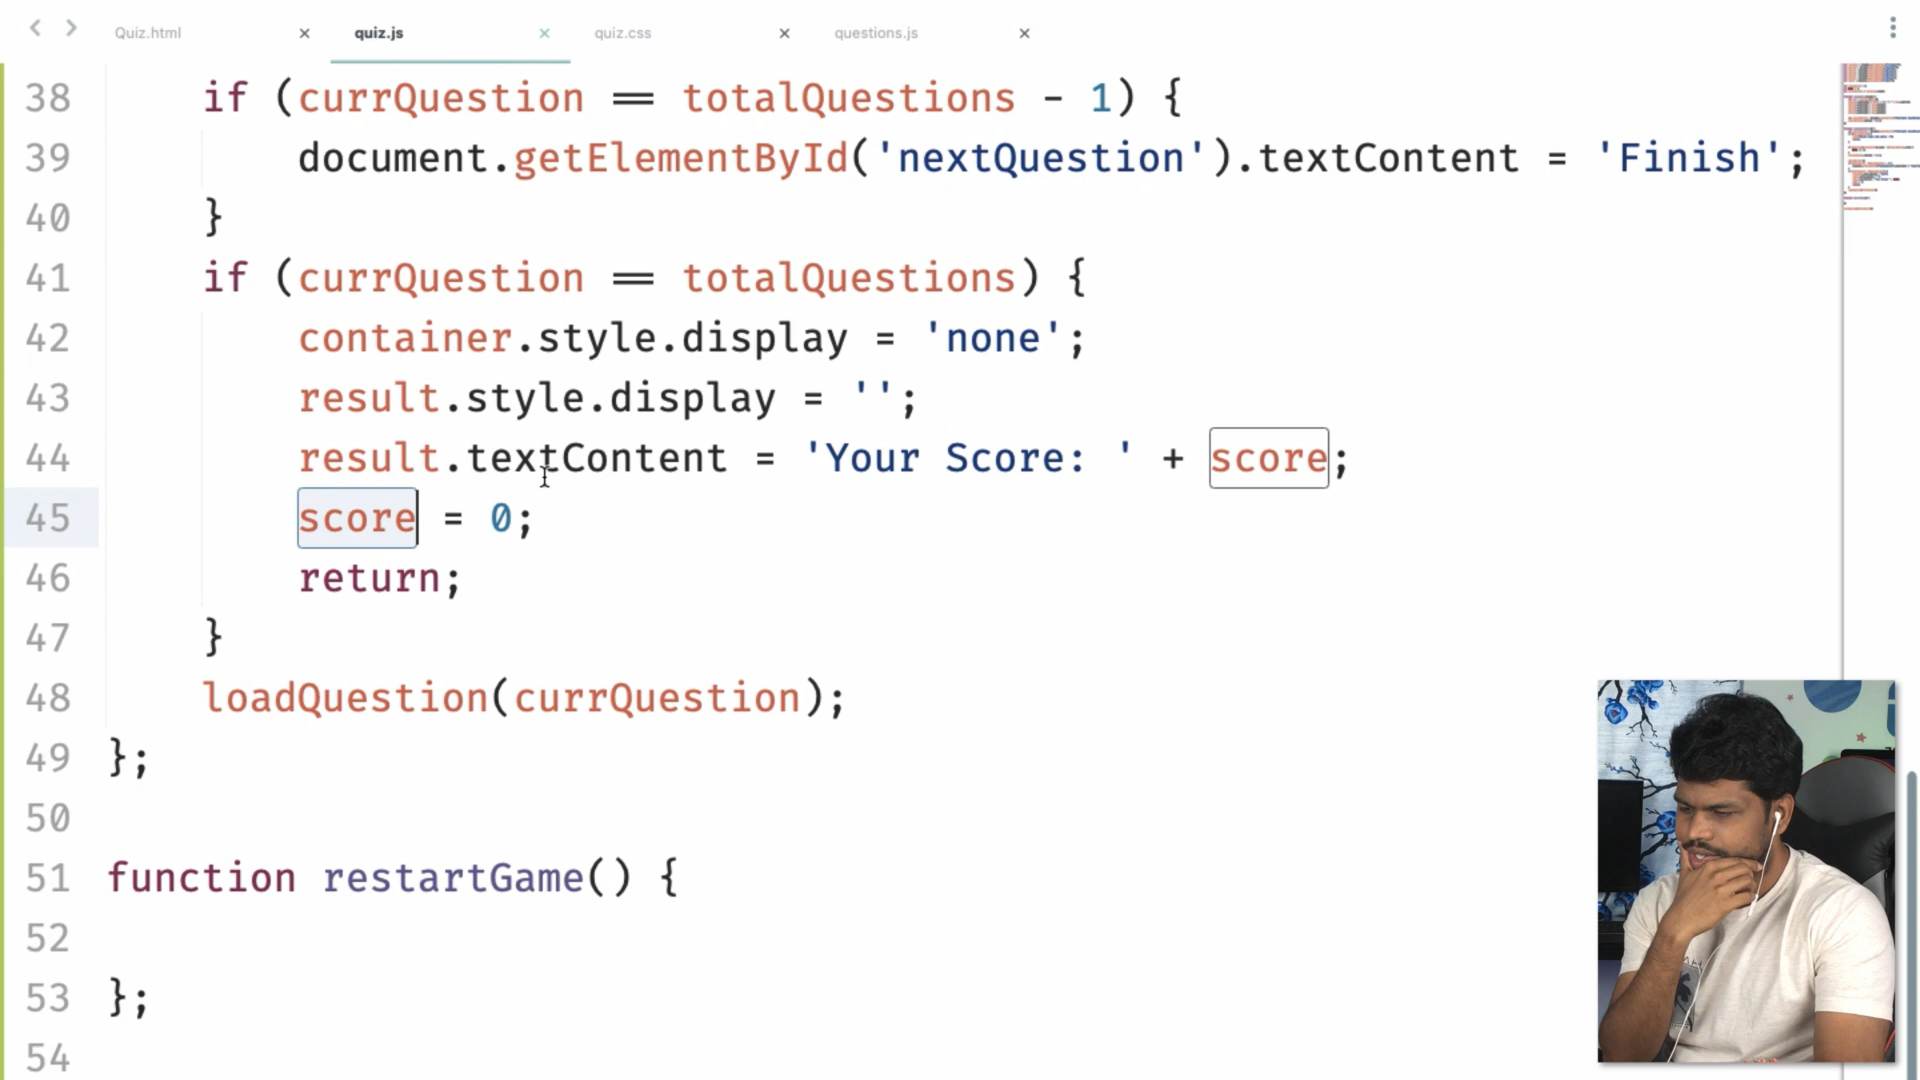 Quiz.html × quiz.js × quiz.css × questions.js ×
38 if (currQuestion == totalQuestions - 1) {
39 document.getElementById('nextQuestion').textContent = 'Finish';
40 }
41 if (currQuestion == totalQuestions) {
42 container.style.display = 'none';
43 result.style.display = '';
44 result.textContent = 'Your Score: ' + score;
45 score = 0;
46 return;
47 }
48 loadQuestion(currQuestion);
49 };
50
51 function restartGame() {
52
53 };
54